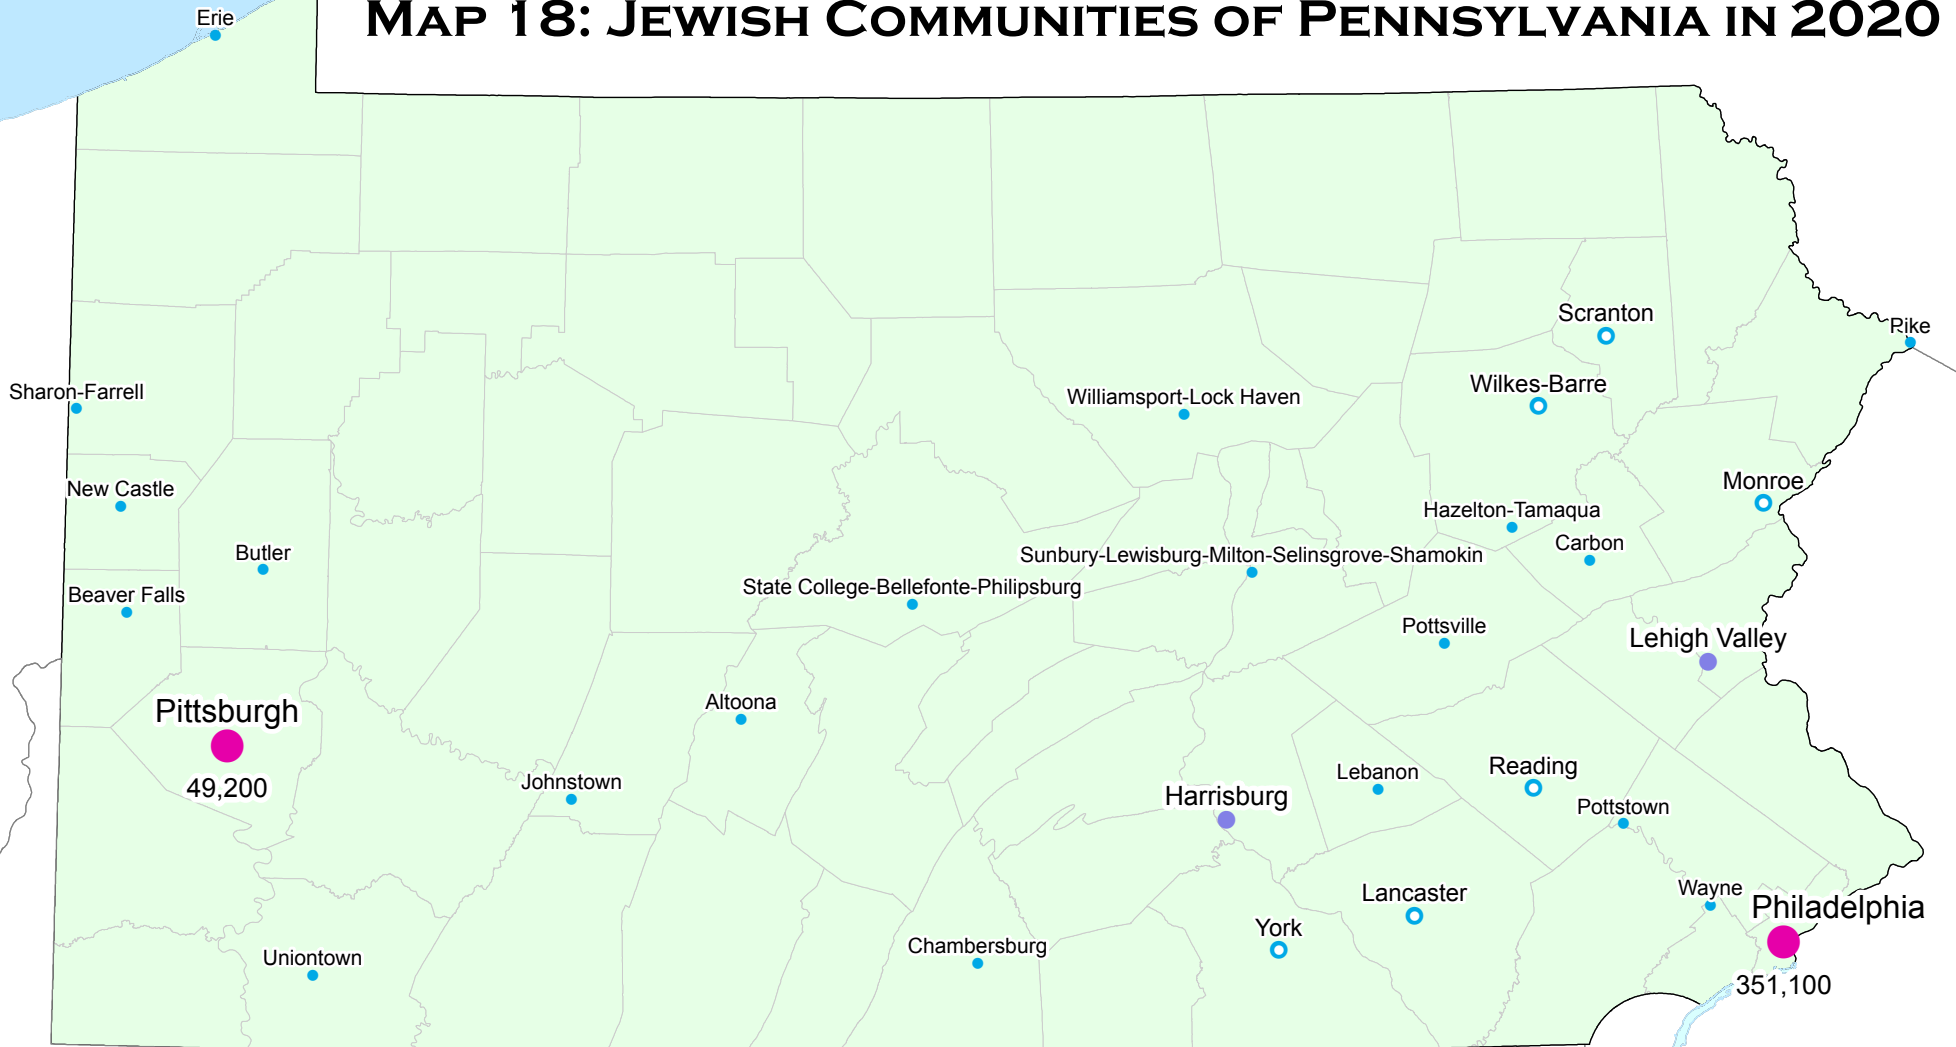 Erie
MAP 18: JEWISH COMMUNITIES OF PENNSYLVANIA IN 2020
Scranton
Pike
Wilkes-Barre
Sharon-Farrell
Williamsport-Lock Haven
Monroe
New Castle
Hazelton-Tamaqua
Carbon
Butler
Sunbury-Lewisburg-Milton-Selinsgrove-Shamokin
State College-Bellefonte-Philipsburg
Beaver Falls
Pottsville
Lehigh Valley
Altoona
Pittsburgh
49,200
Reading
Lebanon
Johnstown
Harrisburg
Pottstown
Wayne
Lancaster
Philadelphia
351,100
York
Chambersburg
Uniontown